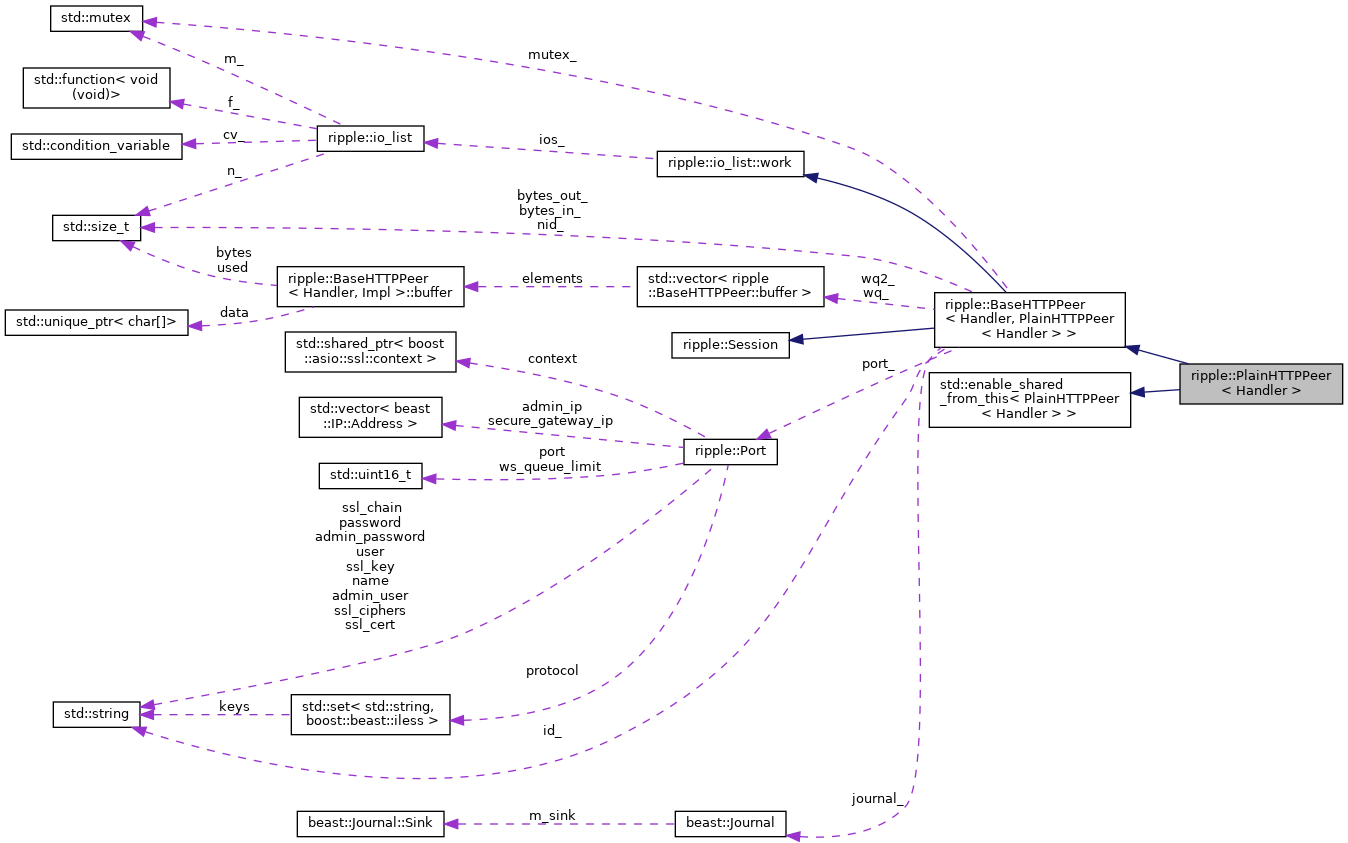 std::mutex
mutex_
m_
std::function< void
(void)>
f_
ripple::io_list
cv_
std::condition_variable
ios_
ripple::io_list::work
n_
bytes_out_
bytes_in_
nid_
std::size_t
bytes
used
ripple::BaseHTTPPeer
< Handler, Impl >::buffer
elements
std::vector< ripple
::BaseHTTPPeer::buffer >
wq2_
wq_
ripple::BaseHTTPPeer
< Handler, PlainHTTPPeer
< Handler > >
data
std::unique_ptr< char[]>
std::shared_ptr< boost
::asio::ssl::context >
context
ripple::Session
port_
ripple::PlainHTTPPeer
< Handler >
std::enable_shared
_from_this< PlainHTTPPeer
< Handler > >
std::vector< beast
::IP::Address >
admin_ip
secure_gateway_ip
ripple::Port
port
ws_queue_limit
std::uint16_t
ssl_chain
password
admin_password
user
ssl_key
name
admin_user
ssl_ciphers
ssl_cert
protocol
std::string
keys
std::set< std::string,
boost::beast::iless >
id_
journal_
beast::Journal::Sink
m_sink
beast::Journal